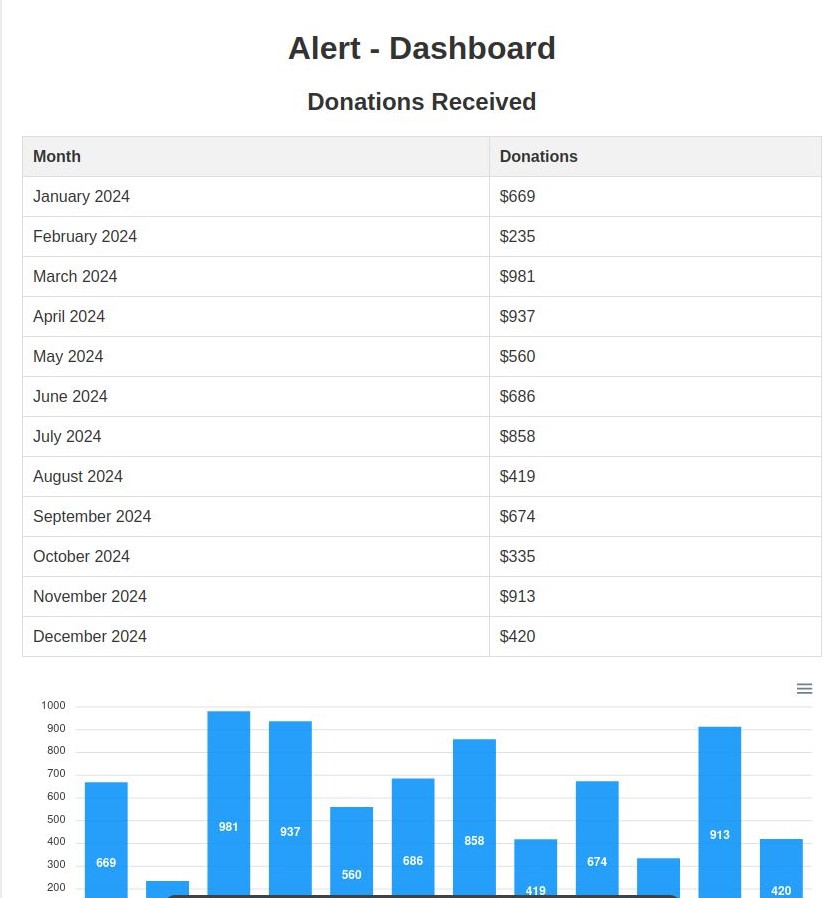 Alert - Dashboard
Donations Received
Month Donations
January 2024 $669
February 2024 $235
March 2024 $981
April 2024 $937
May 2024 $560
June 2024 $686
July 2024 $858
August 2024 $419
September 2024 $674
October 2024 $335
November 2024 $913
December 2024 $420
1000
900
800
700
600
500
400
300
200
669
981
937
560
686
858
419
674
913
420